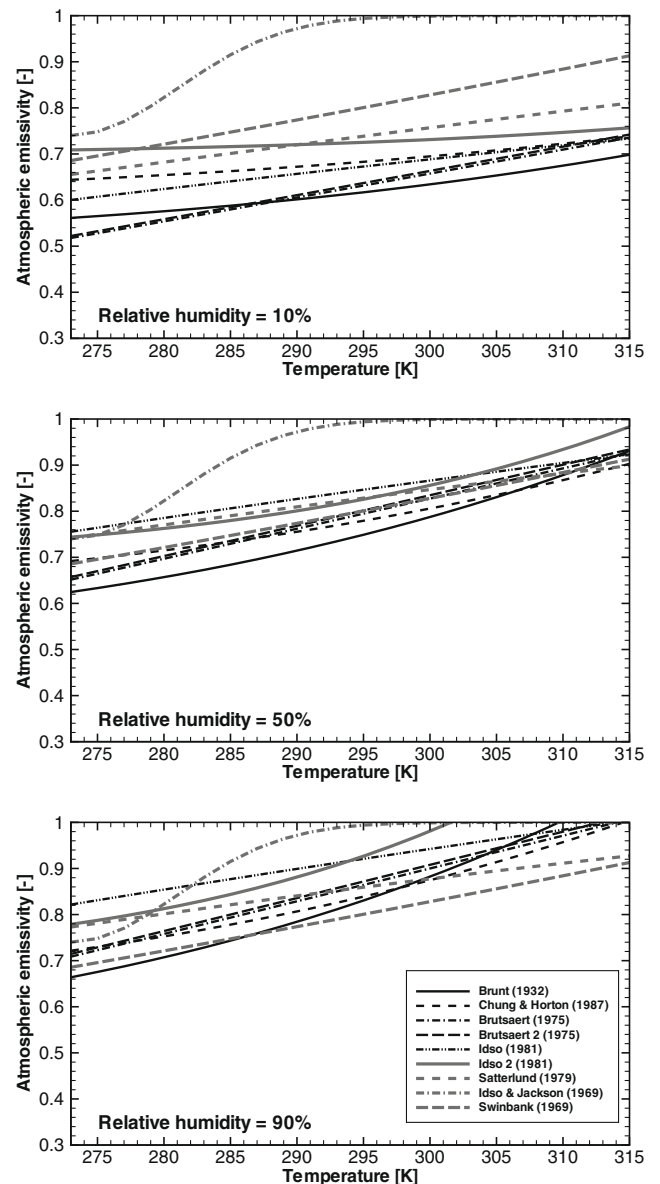 1
0.9
0.8
0.7
0.6
0.5
0.4
0.3
Atmospheric emissivity [-]
Relative humidity = 10%
275 280 285 290 295 300 305 310 315
Temperature [K]
1
0.9
0.8
0.7
0.6
0.5
0.4
0.3
Atmospheric emissivity [-]
Relative humidity = 50%
275 280 285 290 295 300 305 310 315
Temperature [K]
1
0.9
0.8
0.7
0.6
0.5
0.4
0.3
Atmospheric emissivity [-]
Brunt (1932)
Chung & Horton (1987)
Brutsaert (1975)
Brutsaert 2 (1975)
Idso (1981)
Idso 2 (1981)
Satterlund (1979)
Idso & Jackson (1969)
Swinbank (1969)
Relative humidity = 90%
275 280 285 290 295 300 305 310 315
Temperature [K]